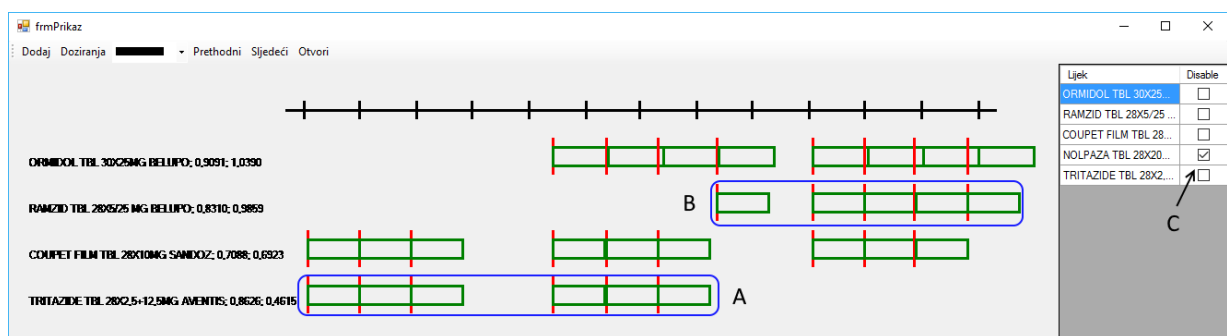 frmPrikaz
Dodaj Doziranja Prethodni Sljedeći Otvori
Lijek Disable
ORMIDOL TBL 30X25...
RAMZID TBL 28X5/25 ...
COUPET FILM TBL 28...
NOLPAZA TBL 28X20...
TRITAZIDE TBL 28X2,...
C
ORMIDOL TBL 30X25MG BELUPO; 0,9091; 1,0390
RAMZID TBL 28X5/25 MG BELUPO; 0,8310; 0,9859
B
COUPET FILM TBL 28X10MG SANDOZ; 0,7088; 0,6923
TRITAZIDE TBL 28X2,5+12,5MG AVENTIS; 0,8626; 0,4615
A